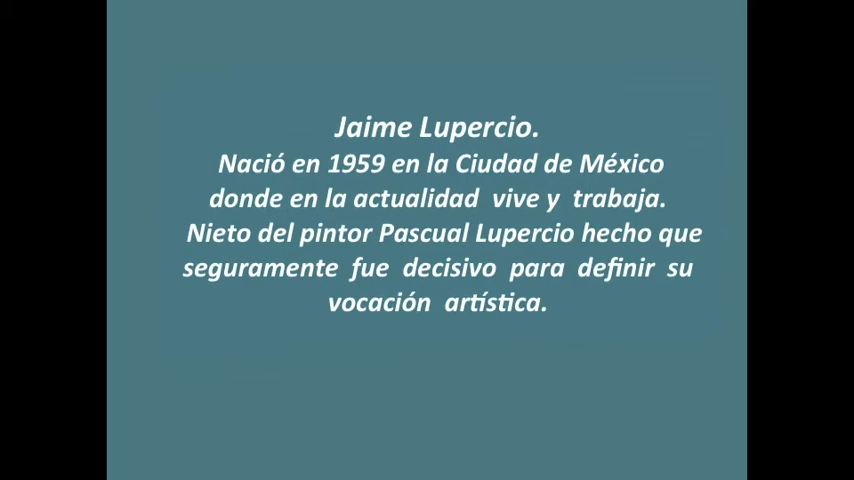 Jaime Lupercio.
Nació en 1959 en la Ciudad de México
donde en la actualidad vive y trabaja.
Nieto del pintor Pascual Lupercio hecho que
seguramente fue decisivo para definir su
vocación artística.